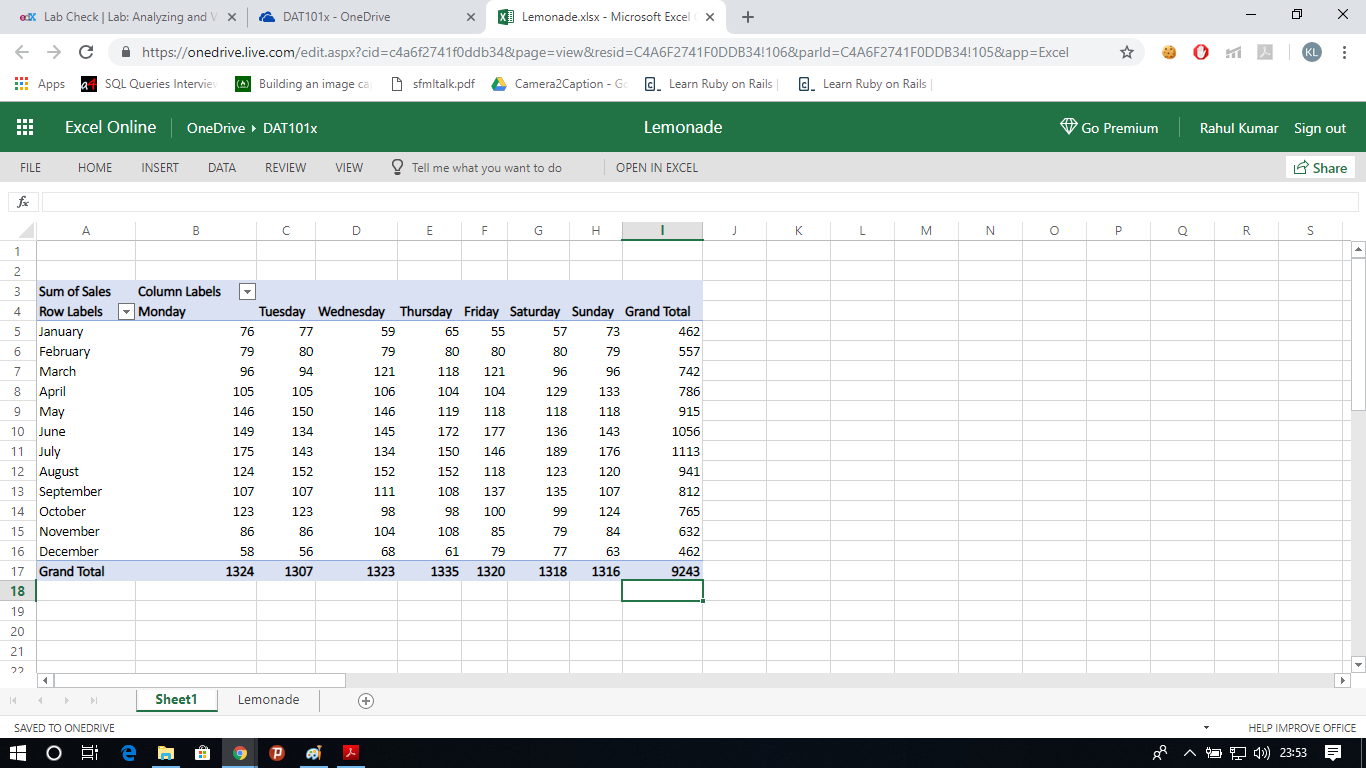 edX Lab Check | Lab: Analyzing and V DAT101x - OneDrive Lemonade.xlsx - Microsoft Excel
https://onedrive.live.com/edit.aspx?cid=c4a6f2741f0ddb34&page=view&resid=C4A6F2741F0DDB34!106&parId=C4A6F2741F0DDB34!105&app=Excel KL
Apps a4 SQL Queries Interview Building an image ca sfmltalk.pdf Camera2Caption - Go Learn Ruby on Rails | Learn Ruby on Rails |
Excel Online OneDrive DAT101x Lemonade Go Premium Rahul Kumar Sign out
FILE HOME INSERT DATA REVIEW VIEW Tell me what you want to do OPEN IN EXCEL Share
fx
A B C D E F G H I J K L M N O P Q R S
1
2
3 Sum of Sales Column Labels
4 Row Labels Monday Tuesday Wednesday Thursday Friday Saturday Sunday Grand Total
5 January 76 77 59 65 55 57 73 462
6 February 79 80 79 80 80 80 79 557
7 March 96 94 121 118 121 96 96 742
8 April 105 105 106 104 104 129 133 786
9 May 146 150 146 119 118 118 118 915
10 June 149 134 145 172 177 136 143 1056
11 July 175 143 134 150 146 189 176 1113
12 August 124 152 152 152 118 123 120 941
13 September 107 107 111 108 137 135 107 812
14 October 123 123 98 98 100 99 124 765
15 November 86 86 104 108 85 79 84 632
16 December 58 56 68 61 79 77 63 462
17 Grand Total 1324 1307 1323 1335 1320 1318 1316 9243
18
19
20
21
22
Sheet1 Lemonade
SAVED TO ONEDRIVE HELP IMPROVE OFFICE
23:53